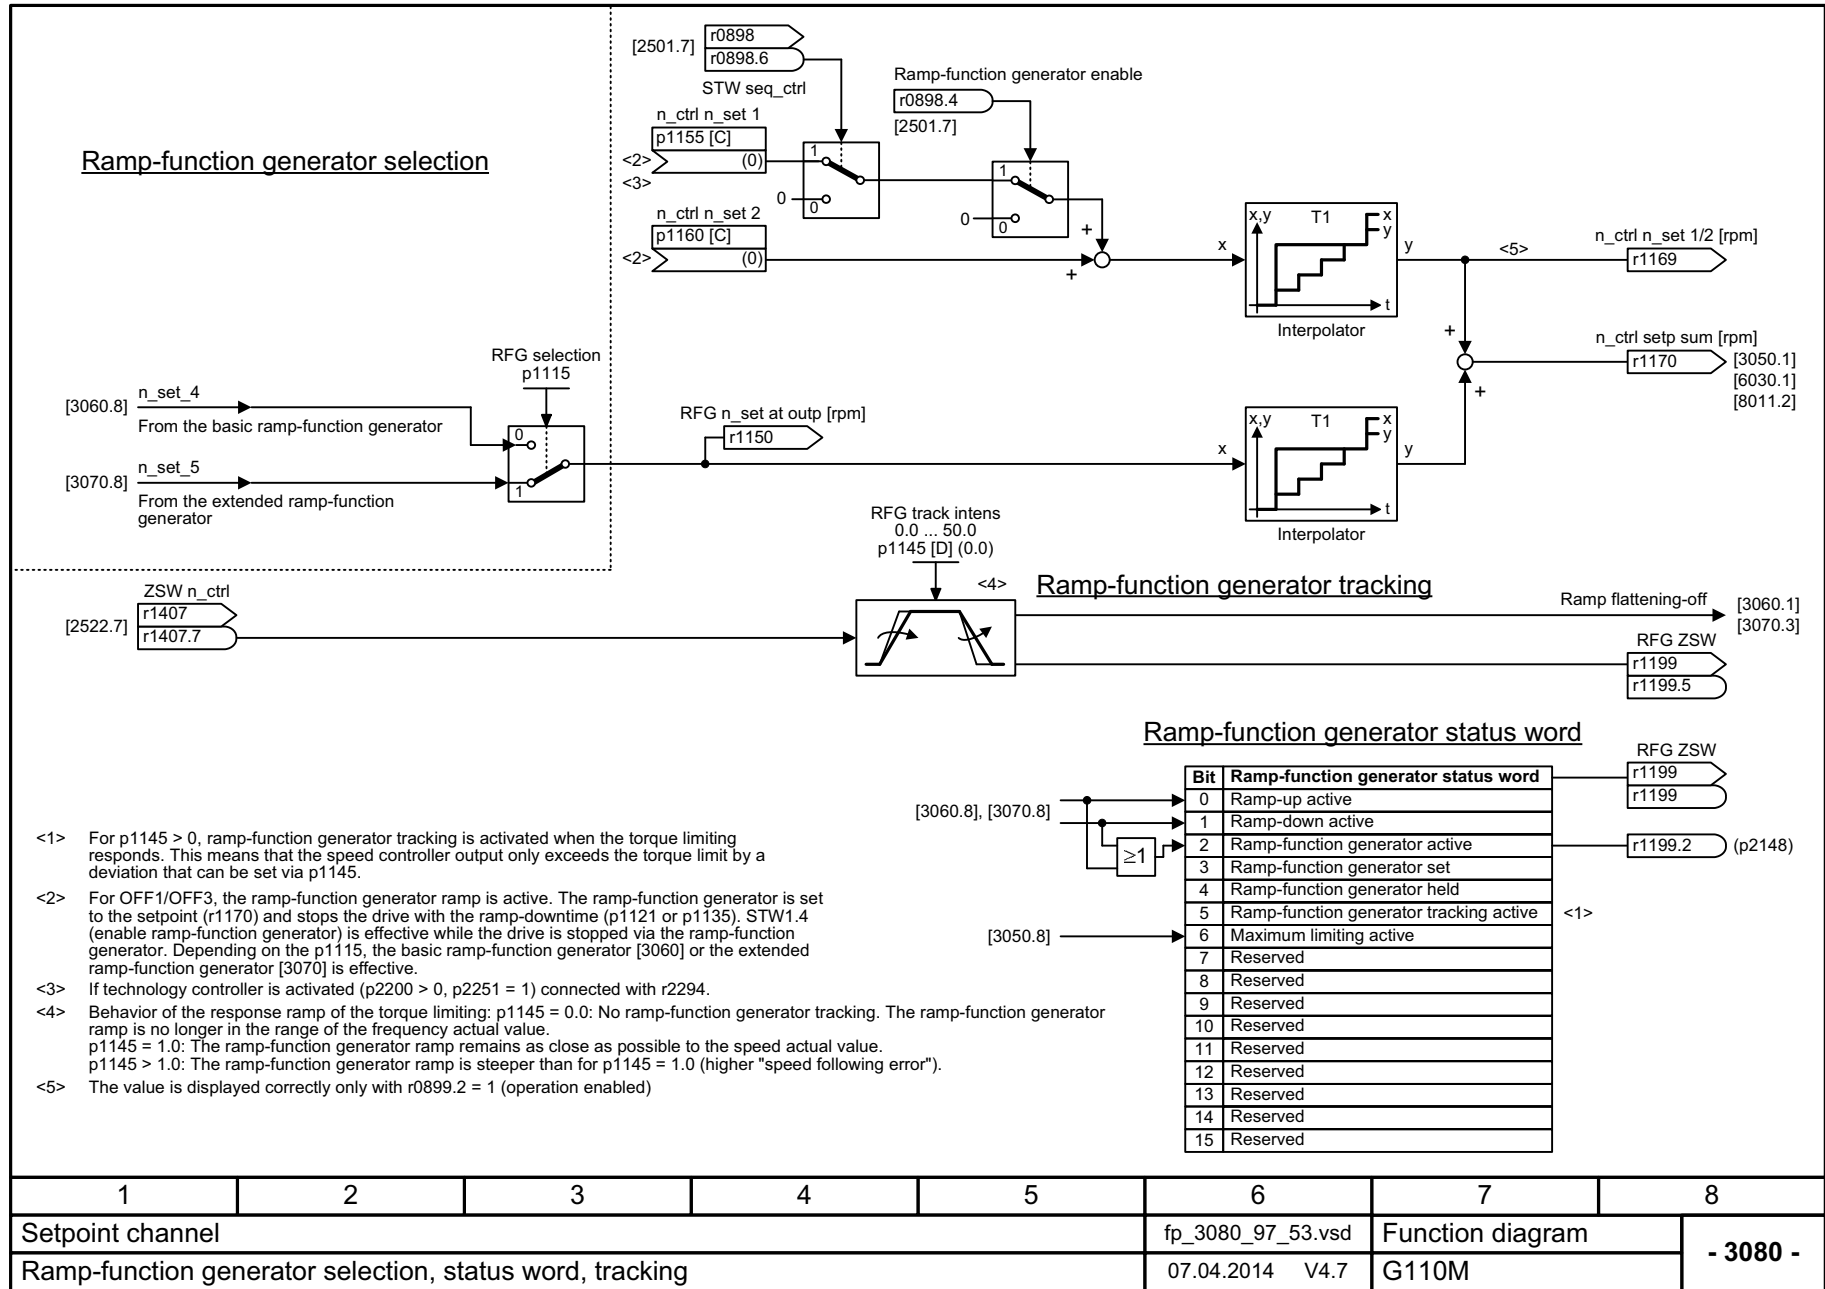 r0898
[2501.7]
r0898.6
STW seq_ctrl
Ramp-function generator enable
r0898.4
[2501.7]
n_ctrl n_set 1
p1155 [C]
<2>
(0)
<3>
1
0
0
1
0
0
Ramp-function generator selection
n_ctrl n_set 2
p1160 [C]
<2>
(0)
+
+
x
x,y
T1
x
y
t
Interpolator
y
<5>
n_ctrl n_set 1/2 [rpm]
r1169
+
n_ctrl setp sum [rpm]
r1170
[3050.1]
[6030.1]
[8011.2]
+
RFG selection
p1115
[3060.8]
n_set_4
From the basic ramp-function generator
0
[3070.8]
n_set_5
From the extended ramp-function
generator
1
RFG n_set at outp [rpm]
r1150
x
x,y
T1
x
y
t
Interpolator
y
RFG track intens
0.0 ... 50.0
p1145 [D] (0.0)
<4>
Ramp-function generator tracking
ZSW n_ctrl
r1407
[2522.7]
r1407.7
Ramp flattening-off
[3060.1]
[3070.3]
RFG ZSW
r1199
r1199.5
Ramp-function generator status word
RFG ZSW
r1199
r1199
Bit Ramp-function generator status word
[3060.8], [3070.8]
≥1
0 Ramp-up active
1 Ramp-down active
2 Ramp-function generator active
r1199.2
(p2148)
3 Ramp-function generator set
4 Ramp-function generator held
5 Ramp-function generator tracking active
<1>
[3050.8]
6 Maximum limiting active
7 Reserved
8 Reserved
9 Reserved
10 Reserved
11 Reserved
12 Reserved
13 Reserved
14 Reserved
15 Reserved
<1> For p1145 > 0, ramp-function generator tracking is activated when the torque limiting
responds. This means that the speed controller output only exceeds the torque limit by a
deviation that can be set via p1145.
<2> For OFF1/OFF3, the ramp-function generator ramp is active. The ramp-function generator is set
to the setpoint (r1170) and stops the drive with the ramp-downtime (p1121 or p1135). STW1.4
(enable ramp-function generator) is effective while the drive is stopped via the ramp-function
generator. Depending on the p1115, the basic ramp-function generator [3060] or the extended
ramp-function generator [3070] is effective.
<3> If technology controller is activated (p2200 > 0, p2251 = 1) connected with r2294.
<4> Behavior of the response ramp of the torque limiting: p1145 = 0.0: No ramp-function generator tracking. The ramp-function generator
ramp is no longer in the range of the frequency actual value.
p1145 = 1.0: The ramp-function generator ramp remains as close as possible to the speed actual value.
p1145 > 1.0: The ramp-function generator ramp is steeper than for p1145 = 1.0 (higher "speed following error").
<5> The value is displayed correctly only with r0899.2 = 1 (operation enabled)
1 2 3 4 5 6 7 8
Setpoint channel
fp_3080_97_53.vsd
Function diagram
- 3080 -
Ramp-function generator selection, status word, tracking
07.04.2014 V4.7
G110M